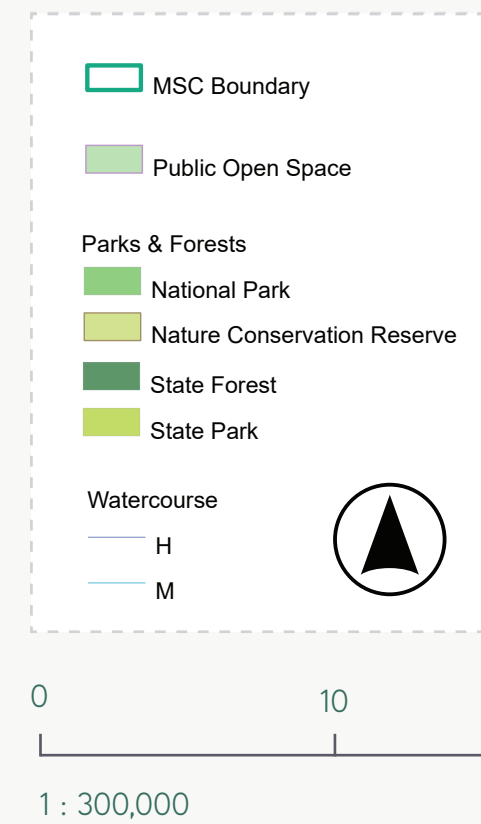 MSC Boundary
Public Open Space
Parks & Forests
National Park
Nature Conservation Reserve
State Forest
State Park
Watercourse
H
M
0 10
1 : 300,000